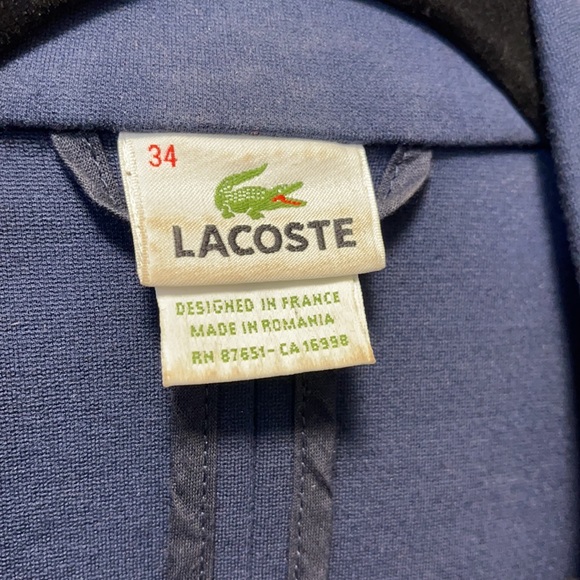 34
LACOSTE
DESIGNED IN FRANCE
MADE IN ROMANIA
RN 87651-CA 16998